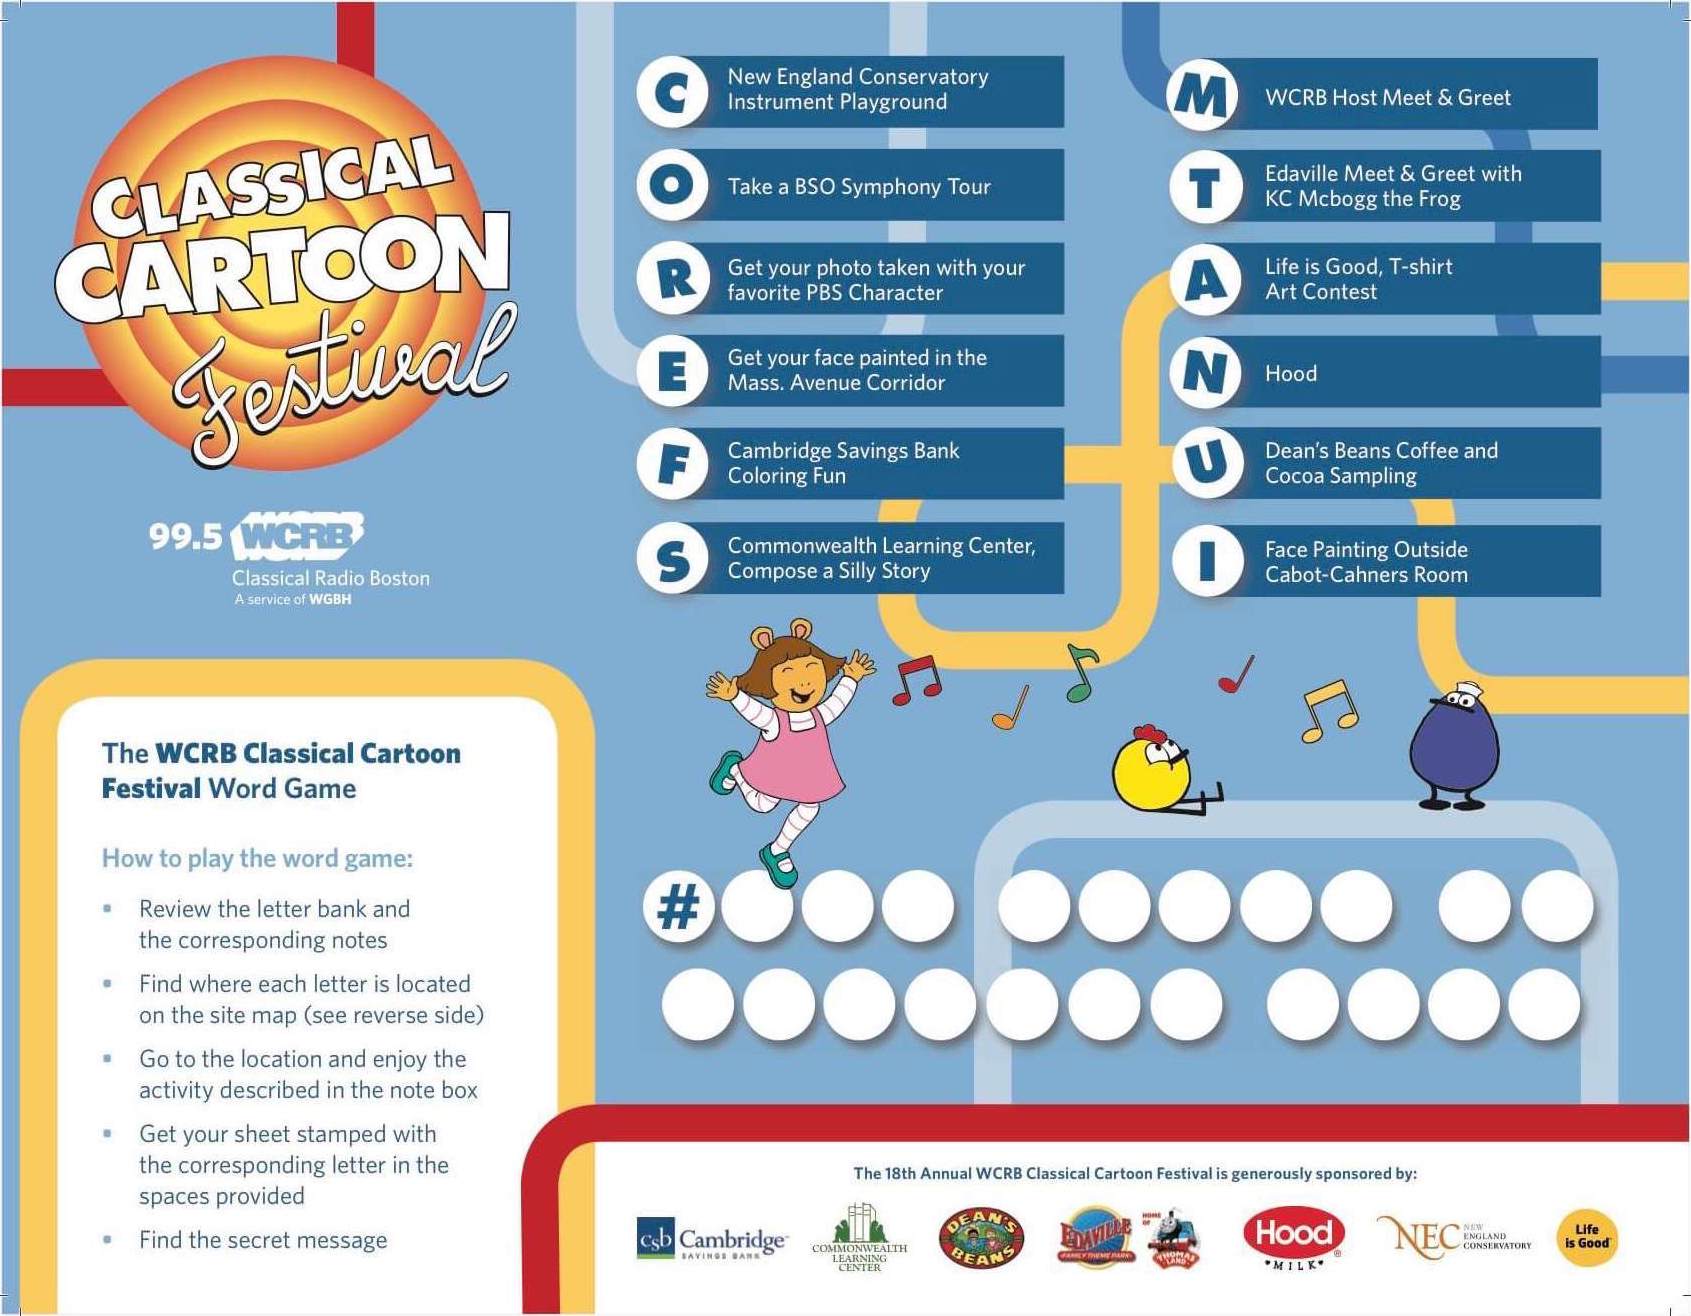 CLASSICAL
CARTOON
Festival
99.5 WCRB
Classical Radio Boston
A service of WGBH
C
New England Conservatory
Instrument Playground
O
Take a BSO Symphony Tour
R
Get your photo taken with your
favorite PBS Character
E
Get your face painted in the
Mass. Avenue Corridor
F
Cambridge Savings Bank
Coloring Fun
S
Commonwealth Learning Center,
Compose a Silly Story
M
WCRB Host Meet & Greet
T
Edaville Meet & Greet with
KC Mcbogg the Frog
A
Life is Good, T-shirt
Art Contest
N
Hood
U
Dean's Beans Coffee and
Cocoa Sampling
I
Face Painting Outside
Cabot-Cahners Room
The WCRB Classical Cartoon
Festival Word Game
How to play the word game:
• Review the letter bank and
the corresponding notes
• Find where each letter is located
on the site map (see reverse side)
• Go to the location and enjoy the
activity described in the note box
• Get your sheet stamped with
the corresponding letter in the
spaces provided
• Find the secret message
#
The 18th Annual WCRB Classical Cartoon Festival is generously sponsored by:
csb Cambridge
SAVINGS BANK
COMMONWEALTH
LEARNING
CENTER
DEAN'S
BEANS
EDAVILLE
FAMILY THEME PARK
HOME
OF
THOMAS
LAND
Hood
MILK
NEC NEW
ENGLAND
CONSERVATORY
Life
is Good